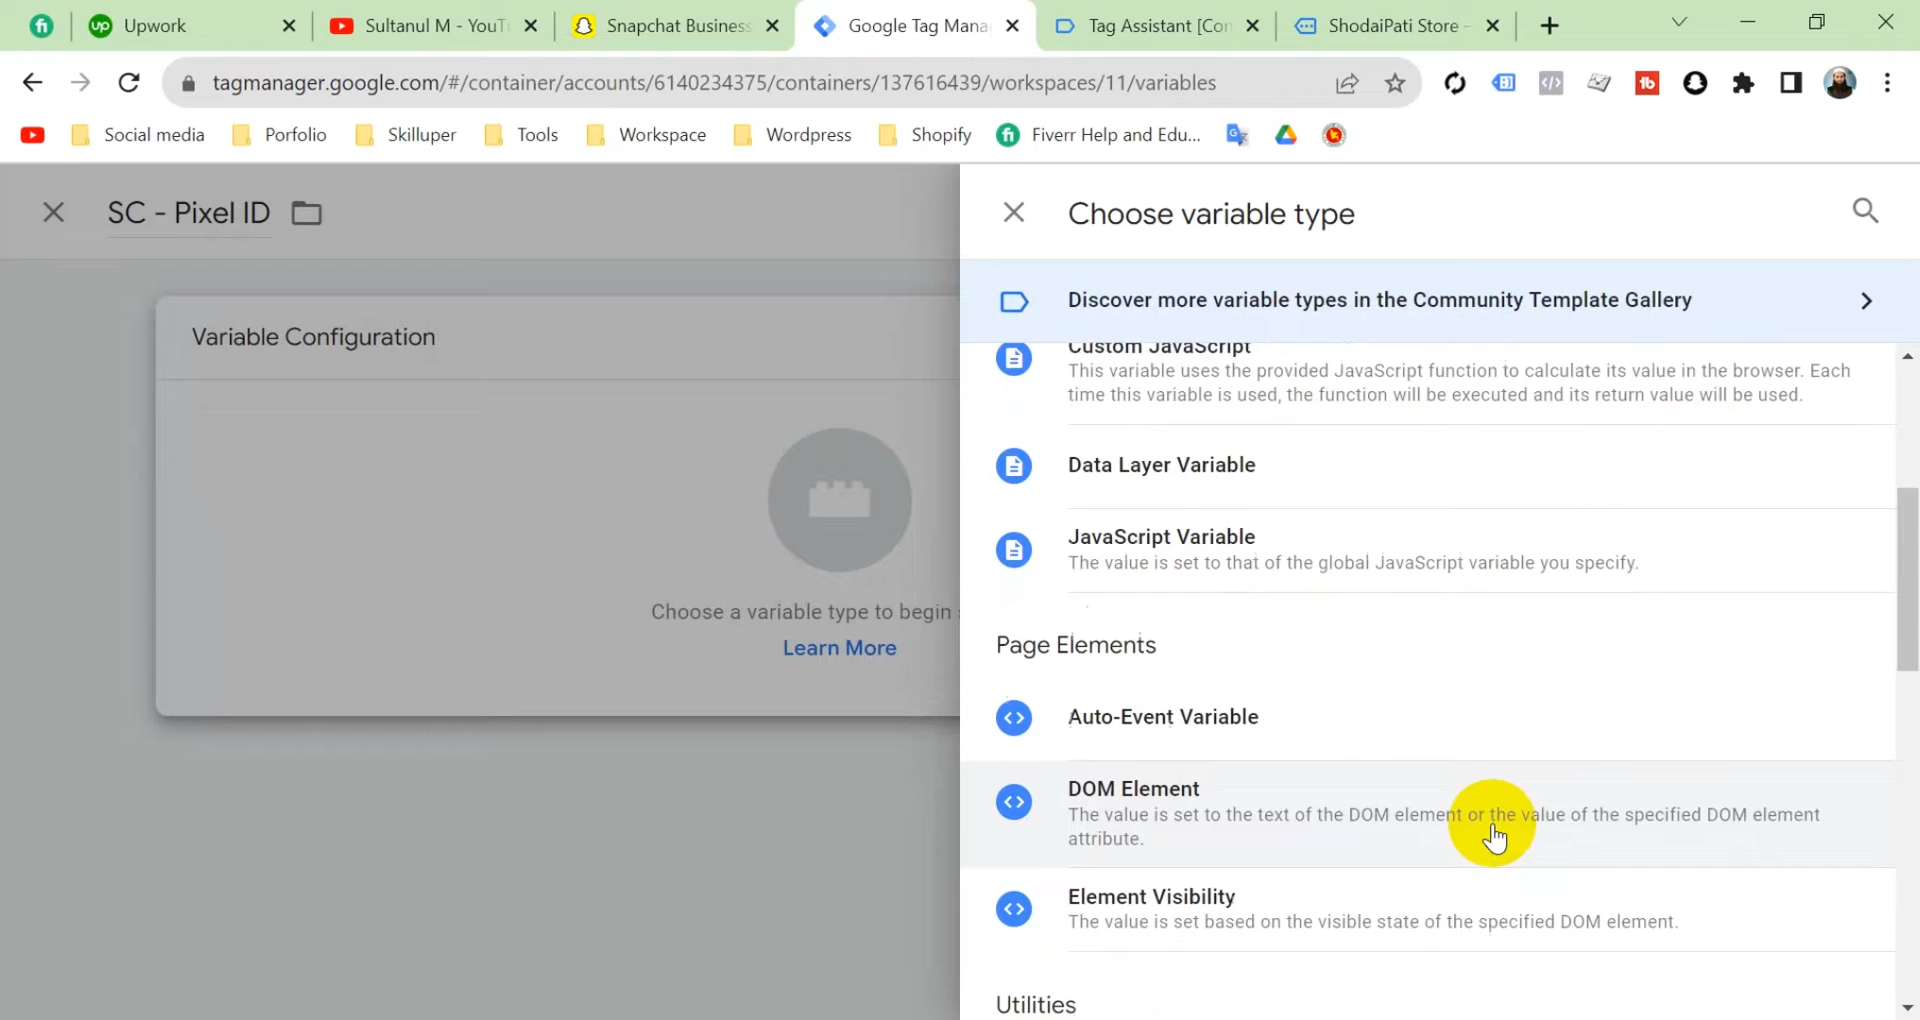 Upwork
Sultanul M - YouTu
Snapchat Business
Google Tag Mana
Tag Assistant [Con
ShodaiPati Store -
tagmanager.google.com/#/container/accounts/6140234375/containers/137616439/workspaces/11/variables
Social media
Porfolio
Skilluper
Tools
Workspace
Wordpress
Shopify
Fiverr Help and Edu...
SC - Pixel ID
Choose variable type
Discover more variable types in the Community Template Gallery
Variable Configuration
Custom JavaScript
This variable uses the provided JavaScript function to calculate its value in the browser. Each
time this variable is used, the function will be executed and its return value will be used.
Data Layer Variable
JavaScript Variable
The value is set to that of the global JavaScript variable you specify.
Choose a variable type to begin
Learn More
Page Elements
Auto-Event Variable
DOM Element
The value is set to the text of the DOM element or the value of the specified DOM element
attribute.
Element Visibility
The value is set based on the visible state of the specified DOM element.
Utilities